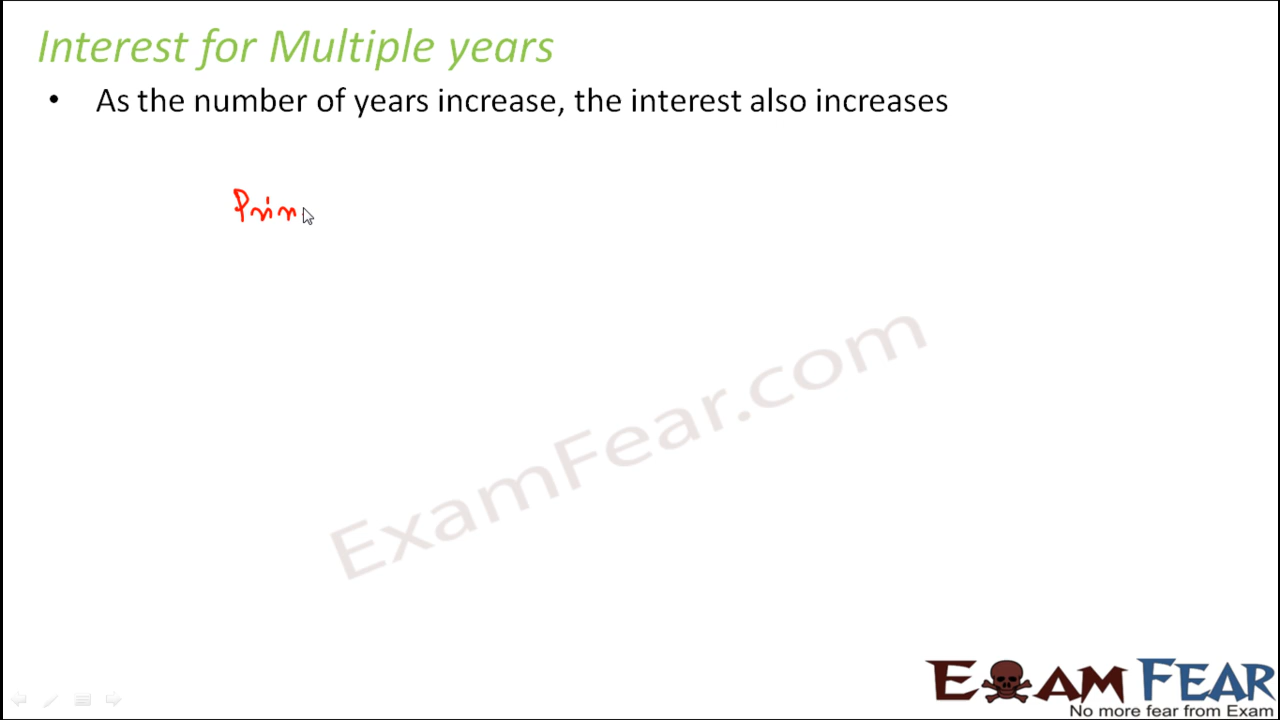 Interest for Multiple years
• As the number of years increase, the interest also increases
Prin
ExamFear.com
EXAM FEAR
No more fear from Exam